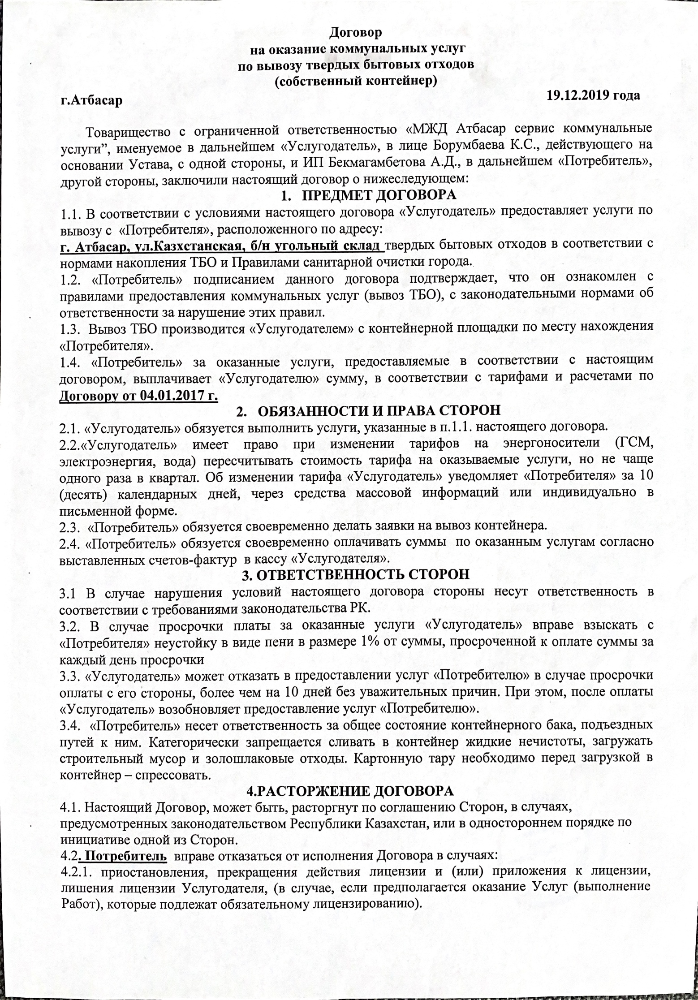 Договор
на оказание коммунальных услуг
по вывозу твердых бытовых отходов
(собственный контейнер)
г.Атбасар 19.12.2019 года
Товарищество с ограниченной ответственностью «МЖД Атбасар сервис коммунальные
услуги”, именуемое в дальнейшем «Услугодатель», в лице Борумбаева К.С., действующего на
основании Устава, с одной стороны, и ИП Бекмагамбетова А.Д., в дальнейшем «Потребитель»,
другой стороны, заключили настоящий договор о нижеследующем:
1. ПРЕДМЕТ ДОГОВОРА
1.1. В соответствии с условиями настоящего договора «Услугодатель» предоставляет услуги по
вывозу с «Потребителя», расположенного по адресу:
г. Атбасар, ул.Казхстанская, б/н угольный склад твердых бытовых отходов в соответствии с
нормами накопления ТБО и Правилами санитарной очистки города.
1.2. «Потребитель» подписанием данного договора подтверждает, что он ознакомлен с
правилами предоставления коммунальных услуг (вывоз ТБО), с законодательными нормами об
ответственности за нарушение этих правил.
1.3. Вывоз ТБО производится «Услугодателем» с контейнерной площадки по месту нахождения
«Потребителя».
1.4. «Потребитель» за оказанные услуги, предоставляемые в соответствии с настоящим
договором, выплачивает «Услугодателю» сумму, в соответствии с тарифами и расчетами по
Договору от 04.01.2017 г.
2. ОБЯЗАННОСТИ И ПРАВА СТОРОН
2.1. «Услугодатель» обязуется выполнить услуги, указанные в п.1.1. настоящего договора.
2.2.«Услугодатель» имеет право при изменении тарифов на энергоносители (ГСМ,
электроэнергия, вода) пересчитывать стоимость тарифа на оказываемые услуги, но не чаще
одного раза в квартал. Об изменении тарифа «Услугодатель» уведомляет «Потребителя» за 10
(десять) календарных дней, через средства массовой информаций или индивидуально в
письменной форме.
2.3. «Потребитель» обязуется своевременно делать заявки на вывоз контейнера.
2.4. «Потребитель» обязуется своевременно оплачивать суммы по оказанным услугам согласно
выставленных счетов-фактур в кассу «Услугодателя».
3. ОТВЕТСТВЕННОСТЬ СТОРОН
3.1 В случае нарушения условий настоящего договора стороны несут ответственность в
соответствии с требованиями законодательства РК.
3.2. В случае просрочки платы за оказанные услуги «Услугодатель» вправе взыскать с
«Потребителя» неустойку в виде пени в размере 1% от суммы, просроченной к оплате суммы за
каждый день просрочки
3.3. «Услугодатель» может отказать в предоставлении услуг «Потребителю» в случае просрочки
оплаты с его стороны, более чем на 10 дней без уважительных причин. При этом, после оплаты
«Услугодатель» возобновляет предоставление услуг «Потребителю».
3.4. «Потребитель» несет ответственность за общее состояние контейнерного бака, подъездных
путей к ним. Категорически запрещается сливать в контейнер жидкие нечистоты, загружать
строительный мусор и золошлаковые отходы. Картонную тару необходимо перед загрузкой в
контейнер – спрессовать.
4.РАСТОРЖЕНИЕ ДОГОВОРА
4.1. Настоящий Договор, может быть, расторгнут по соглашению Сторон, в случаях,
предусмотренных законодательством Республики Казахстан, или в одностороннем порядке по
инициативе одной из Сторон.
4.2. Потребитель вправе отказаться от исполнения Договора в случаях:
4.2.1. приостановления, прекращения действия лицензии и (или) приложения к лицензии,
лишения лицензии Услугодателя, (в случае, если предполагается оказание Услуг (выполнение
Работ), которые подлежат обязательному лицензированию).